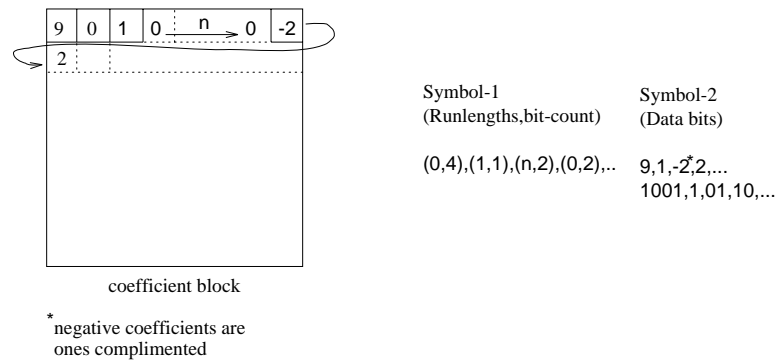 9 0 1 0 n 0 -2
2
Symbol-1
(Runlengths,bit-count)
(0,4),(1,1),(n,2),(0,2),..
Symbol-2
(Data bits)
9,1,-2*,2,...
1001,1,01,10,...
coefficient block
*negative coefficients are
ones complimented